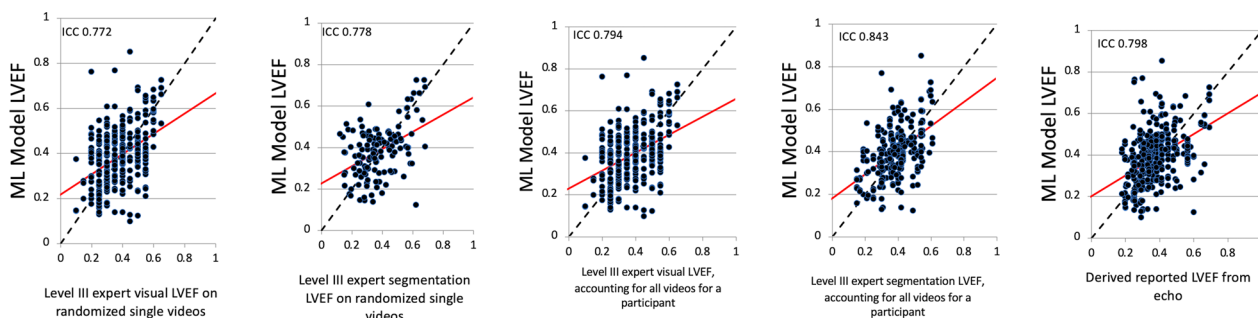 ICC 0.772
ML Model LVEF
1
0.8
0.6
0.4
0.2
0
0 0.2 0.4 0.6 0.8 1
Level III expert visual LVEF on
randomized single videos
ICC 0.778
ML Model LVEF
1
0.8
0.6
0.4
0.2
0
0 0.2 0.4 0.6 0.8 1
Level III expert segmentation
LVEF on randomized single
videos
ICC 0.794
ML Model LVEF
1
0.8
0.6
0.4
0.2
0
0 0.2 0.4 0.6 0.8 1
Level III expert visual LVEF,
accounting for all videos for a
participant
ICC 0.843
ML Model LVEF
1
0.8
0.6
0.4
0.2
0
0 0.2 0.4 0.6 0.8 1
Level III expert segmentation LVEF,
accounting for all videos for a
participant
ICC 0.798
ML Model LVEF
1
0.8
0.6
0.4
0.2
0
0 0.2 0.4 0.6 0.8
Derived reported LVEF from
echo